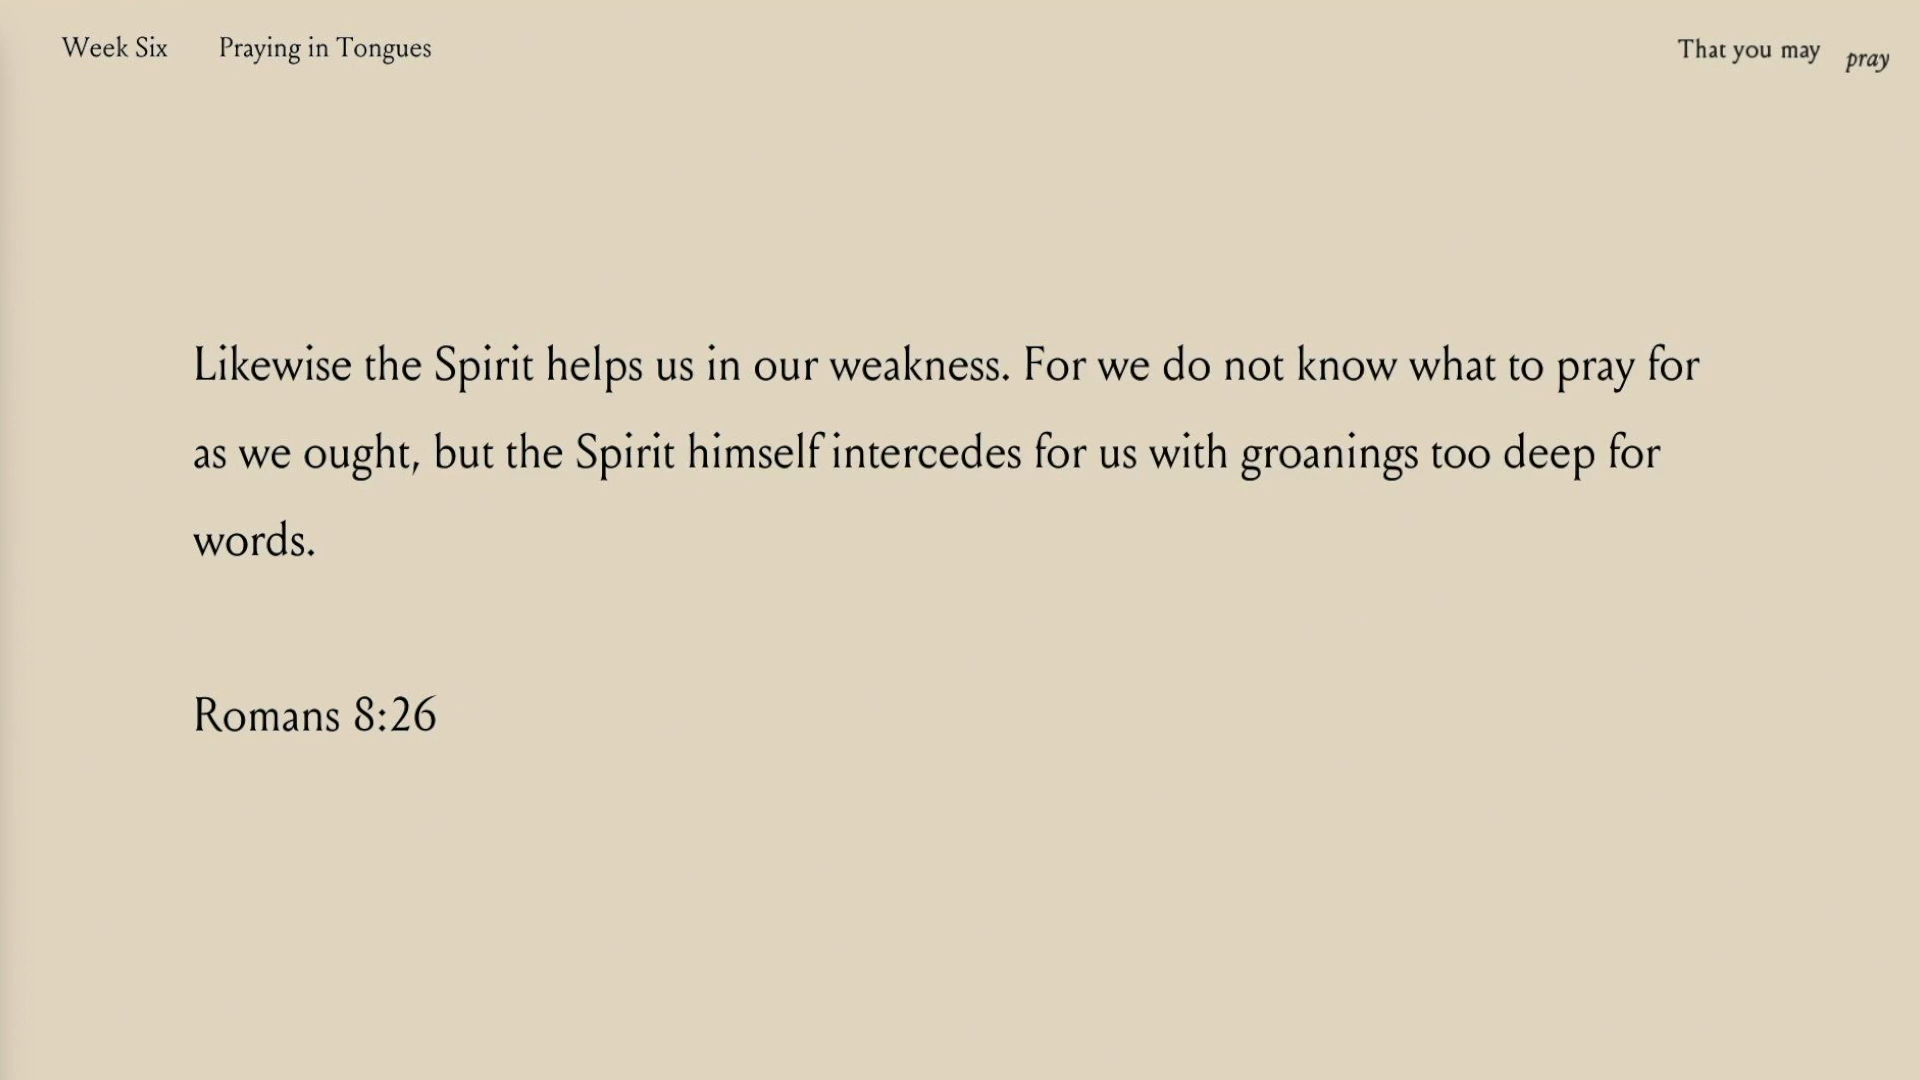 Week Six Praying in Tongues That you may pray
Likewise the Spirit helps us in our weakness. For we do not know what to pray for
as we ought, but the Spirit himself intercedes for us with groanings too deep for
words.
Romans 8:26